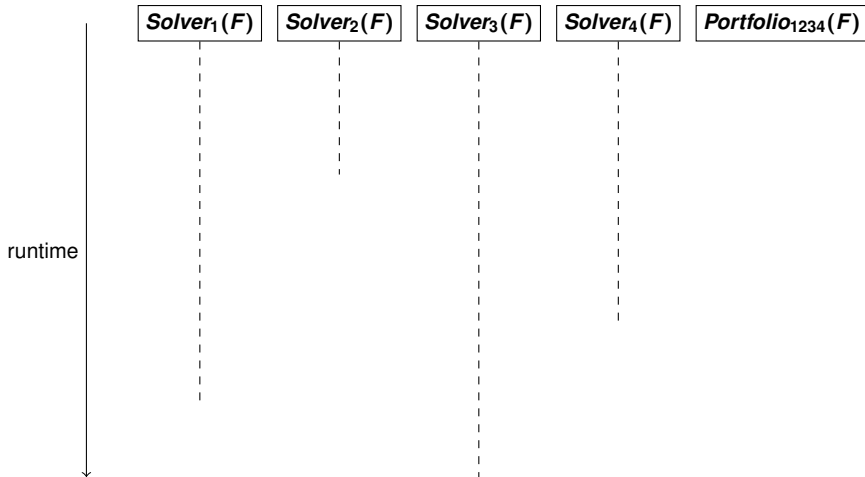 Solver₁(F)
Solver₂(F)
Solver₃(F)
Solver₄(F)
Portfolio₁₂₃₄(F)
runtime